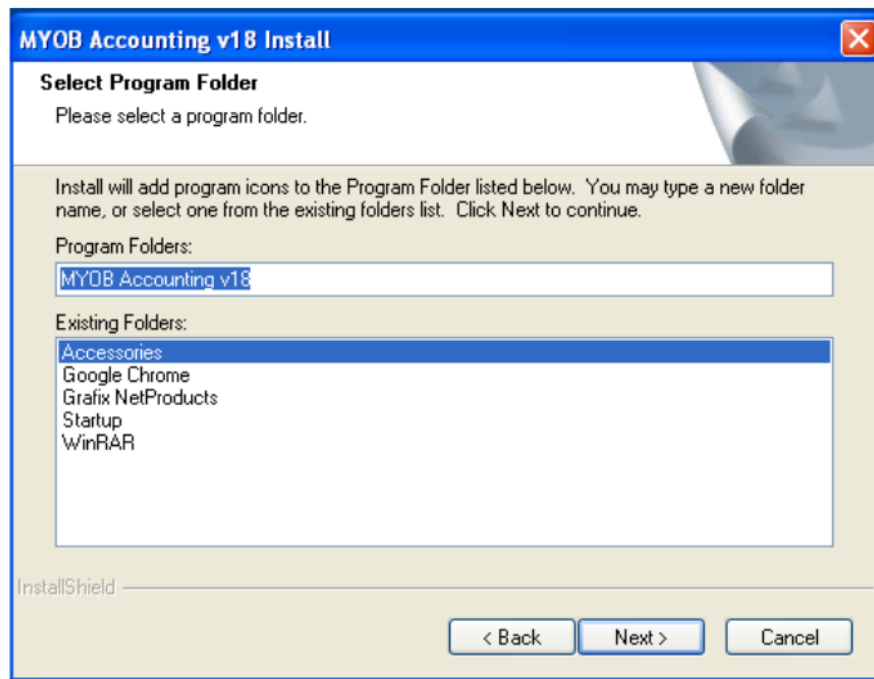 MYOB Accounting v18 Install
Select Program Folder
Please select a program folder.
Install will add program icons to the Program Folder listed below. You may type a new folder
name, or select one from the existing folders list. Click Next to continue.
Program Folders:
MYOB Accounting v18
Existing Folders:
Accessories
Google Chrome
Grafix NetProducts
Startup
WinRAR
InstallShield
< Back Next > Cancel